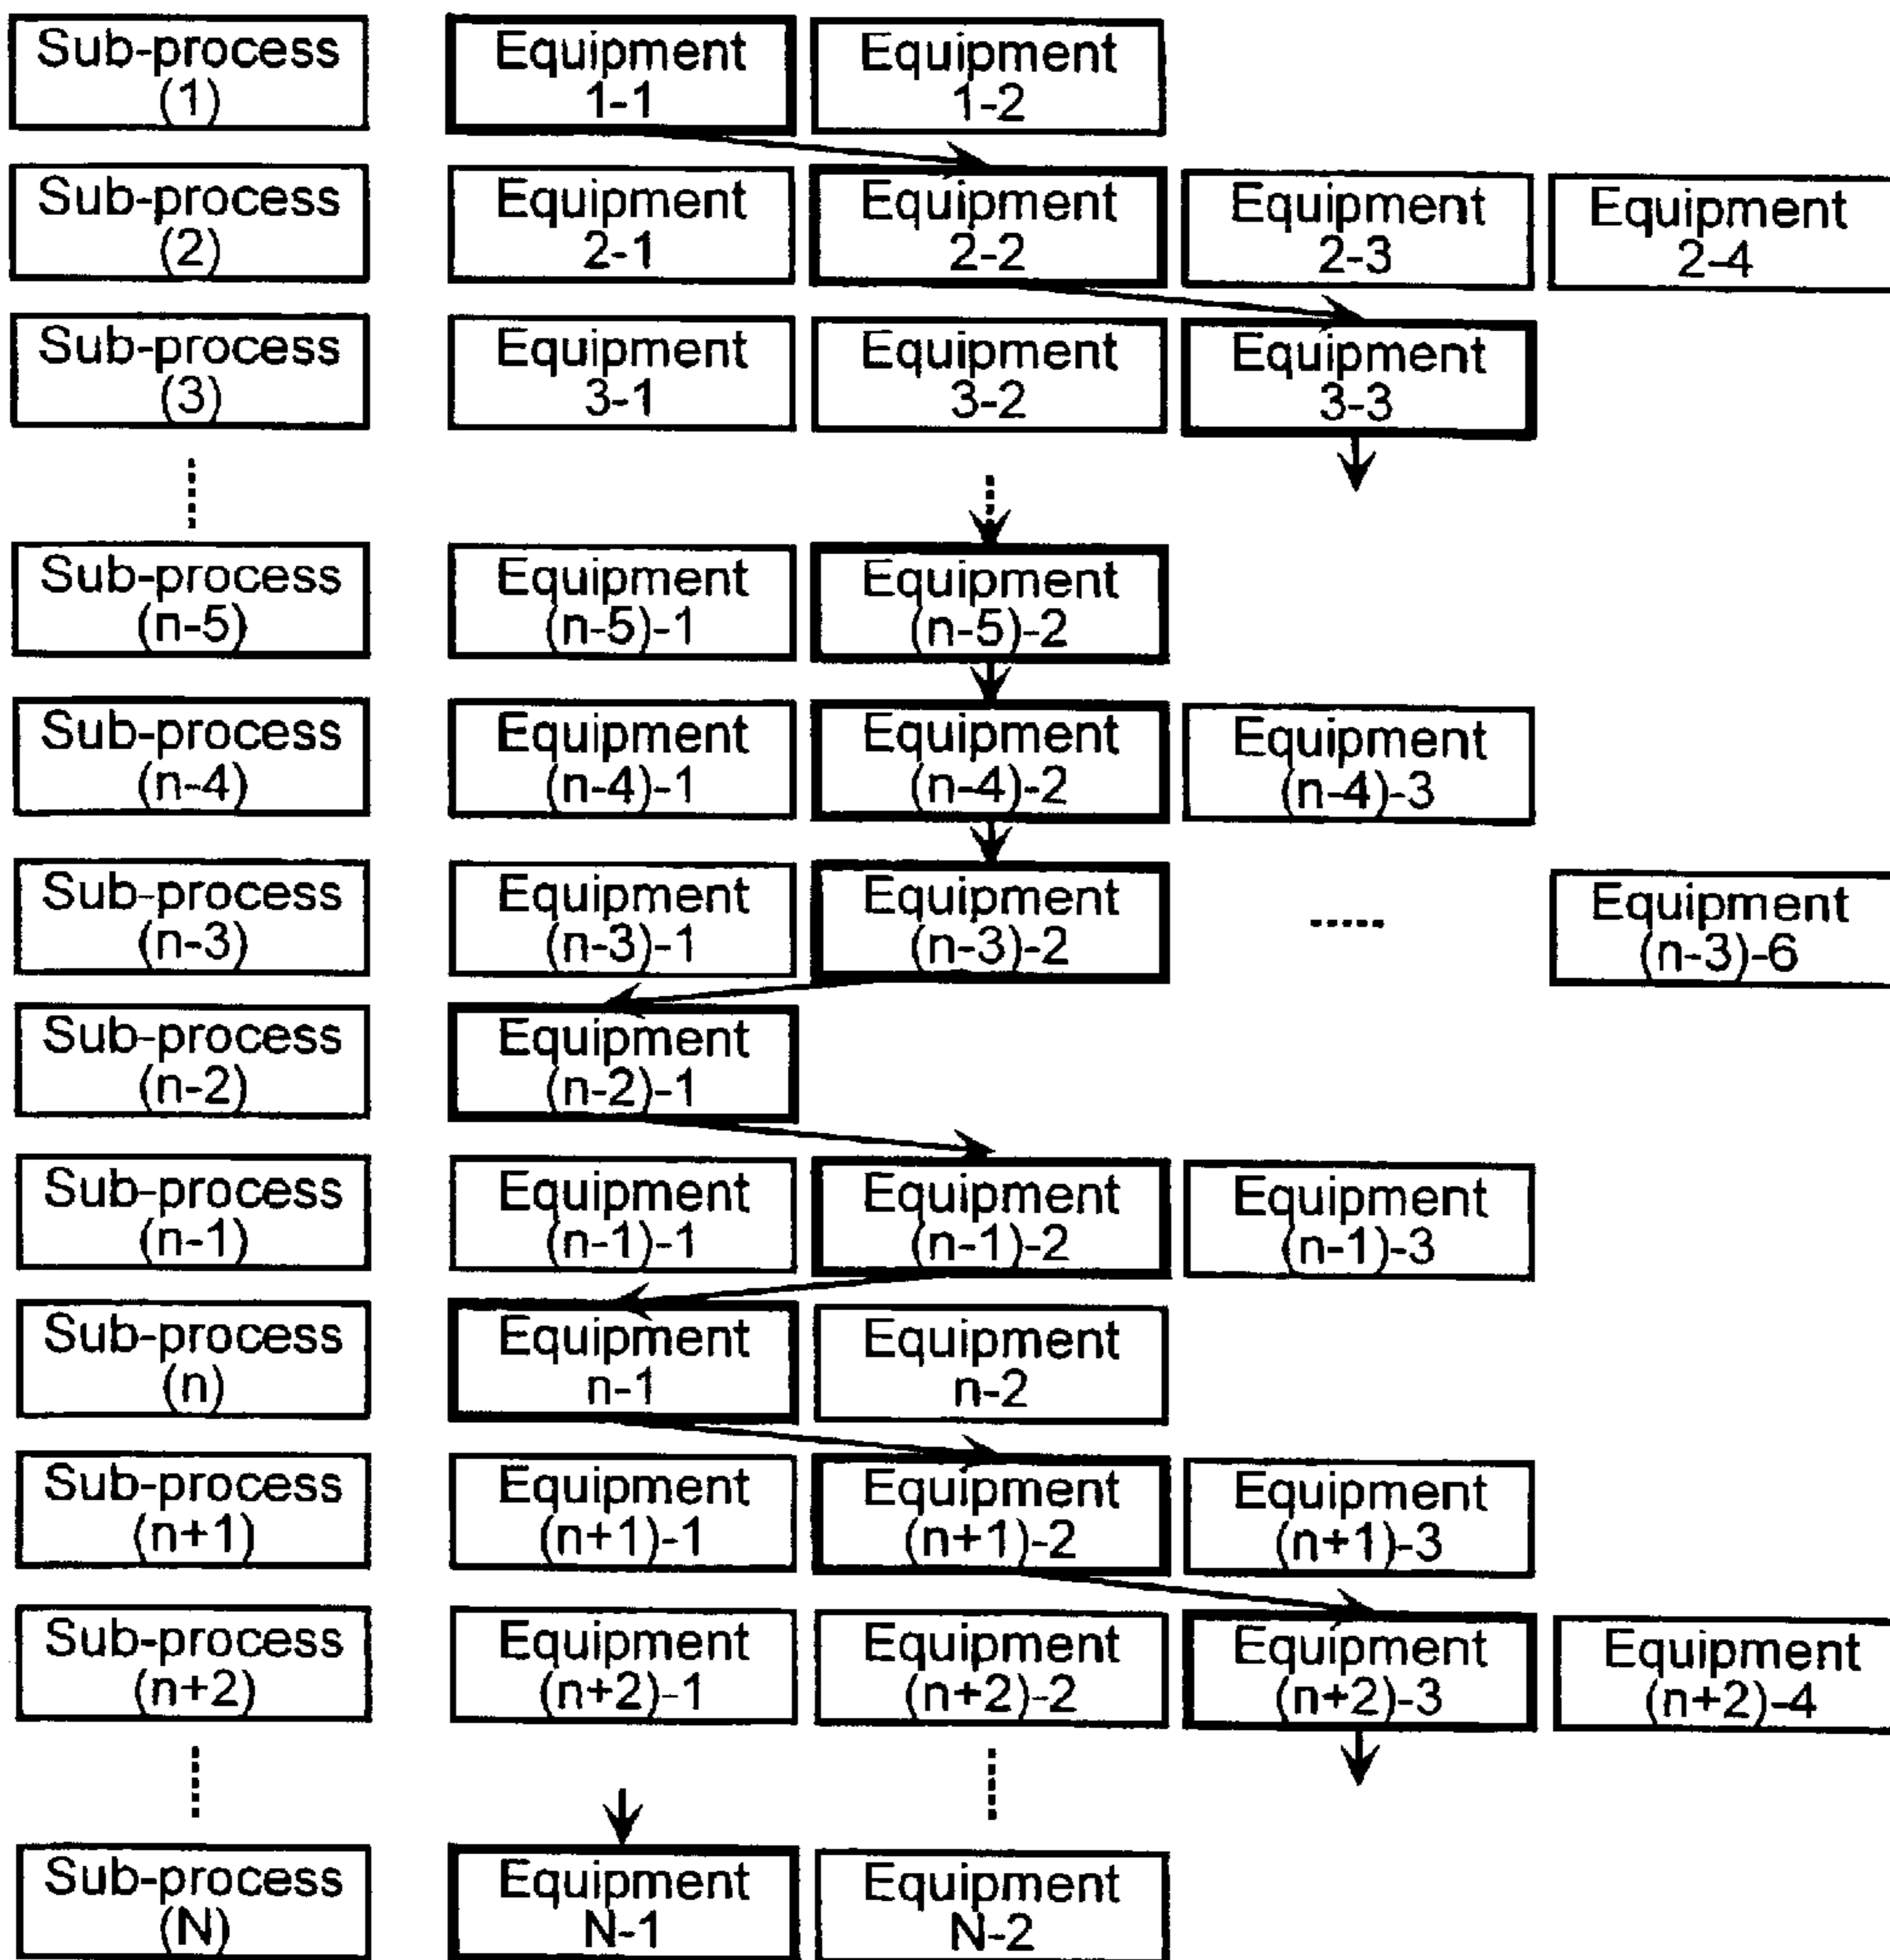 Sub-process
(1)
Equipment
1-1
Equipment
1-2
Sub-process
(2)
Equipment
2-1
Equipment
2-2
Equipment
2-3
Equipment
2-4
Sub-process
(3)
Equipment
3-1
Equipment
3-2
Equipment
3-3
Sub-process
(n-5)
Equipment
(n-5)-1
Equipment
(n-5)-2
Sub-process
(n-4)
Equipment
(n-4)-1
Equipment
(n-4)-2
Equipment
(n-4)-3
Sub-process
(n-3)
Equipment
(n-3)-1
Equipment
(n-3)-2
.....
Equipment
(n-3)-6
Sub-process
(n-2)
Equipment
(n-2)-1
Sub-process
(n-1)
Equipment
(n-1)-1
Equipment
(n-1)-2
Equipment
(n-1)-3
Sub-process
(n)
Equipment
n-1
Equipment
n-2
Sub-process
(n+1)
Equipment
(n+1)-1
Equipment
(n+1)-2
Equipment
(n+1)-3
Sub-process
(n+2)
Equipment
(n+2)-1
Equipment
(n+2)-2
Equipment
(n+2)-3
Equipment
(n+2)-4
Sub-process
(N)
Equipment
N-1
Equipment
N-2